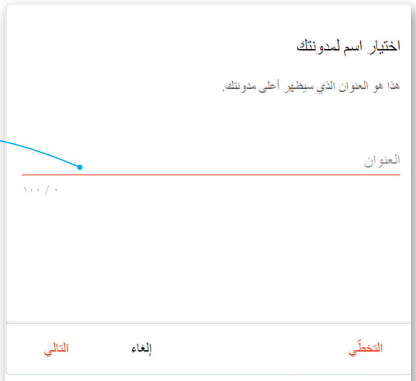 اختيار اسم لمدونتك
هذا هو العنوان الذي سيظهر أعلى مدونتك.
العنوان
٠ / ١٠٠
التخطّي إلغاء التالي